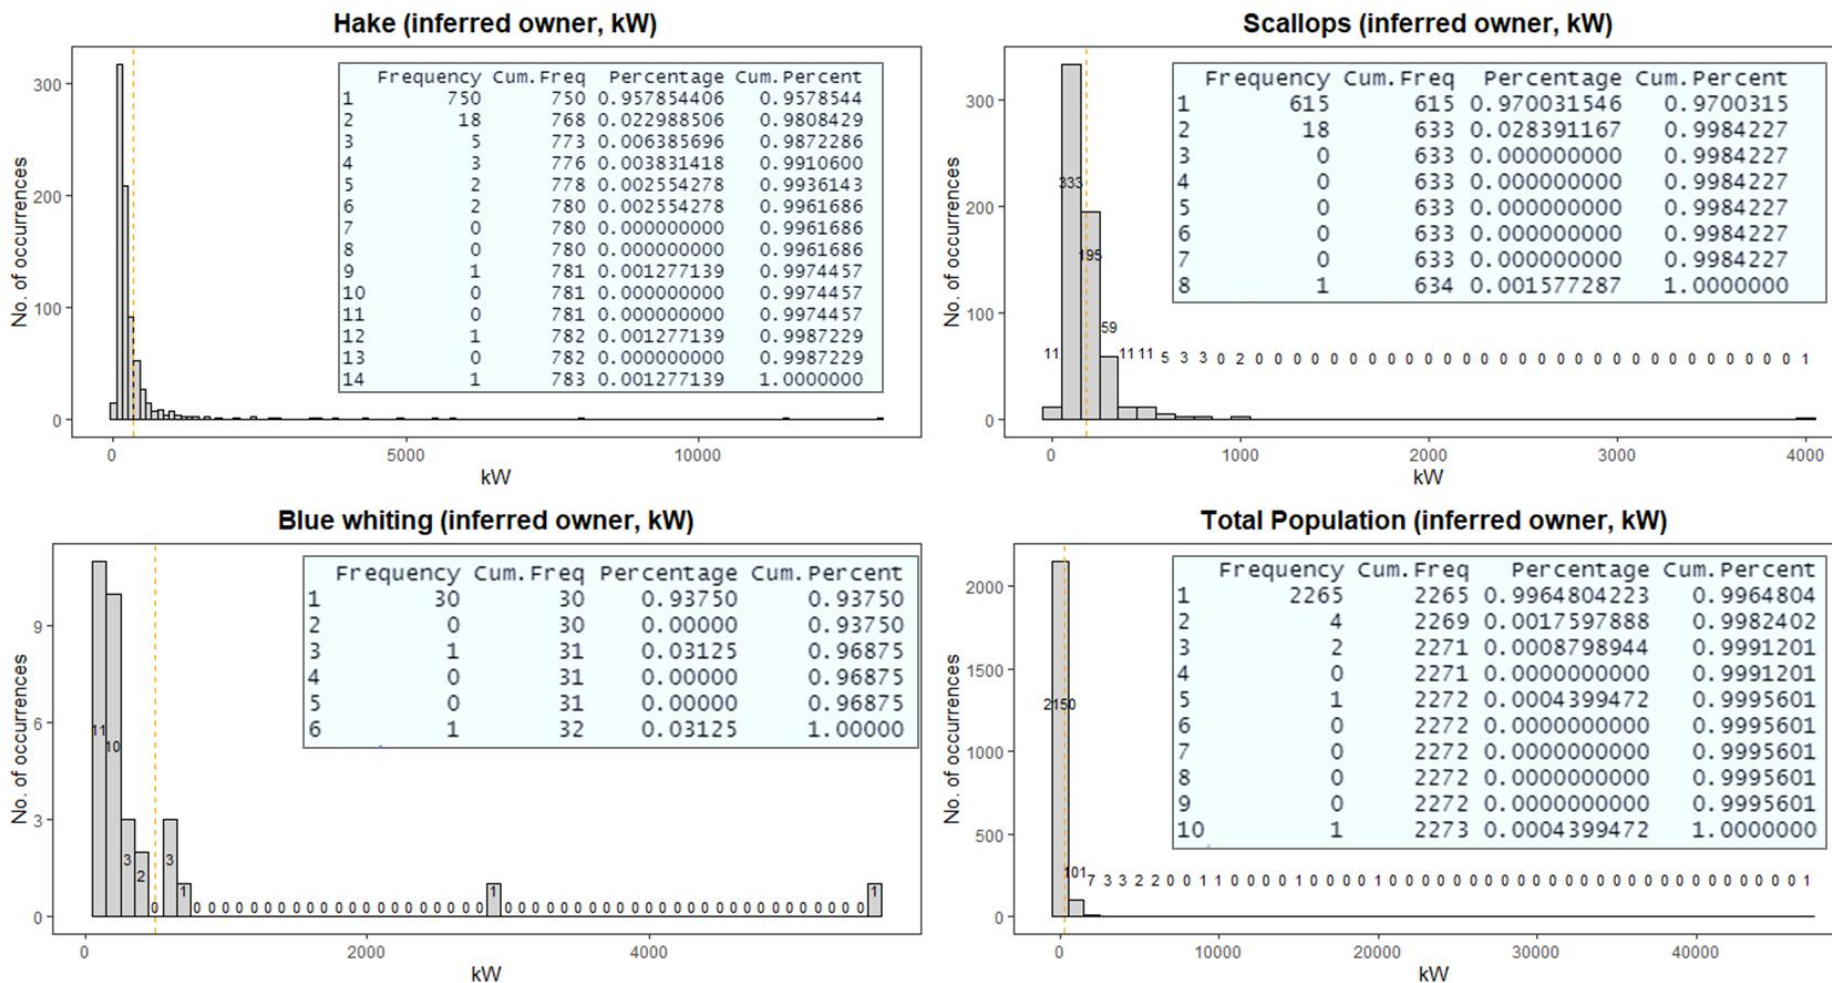 Hake (inferred owner, kW)
No. of occurrences
300
200
100
0
Frequency Cum.Freq Percentage Cum.Percent
1 750 750 0.957854406 0.9578544
2 18 768 0.022988506 0.9808429
3 5 773 0.006385696 0.9872286
4 3 776 0.003831418 0.9910600
5 2 778 0.002554278 0.9936143
6 2 780 0.002554278 0.9961686
7 0 780 0.000000000 0.9961686
8 0 780 0.000000000 0.9961686
9 1 781 0.001277139 0.9974457
10 0 781 0.000000000 0.9974457
11 0 781 0.000000000 0.9974457
12 1 782 0.001277139 0.9987229
13 0 782 0.000000000 0.9987229
14 1 783 0.001277139 1.0000000
0 5000 10000
kW
Scallops (inferred owner, kW)
No. of occurrences
300
200
100
0
Frequency Cum.Freq Percentage Cum.Percent
1 615 615 0.970031546 0.9700315
2 18 633 0.028391167 0.9984227
3 0 633 0.000000000 0.9984227
4 0 633 0.000000000 0.9984227
5 0 633 0.000000000 0.9984227
6 0 633 0.000000000 0.9984227
7 0 633 0.000000000 0.9984227
8 1 634 0.001577287 1.0000000
333
195
59
11 11 11 5 3 3 0 2 0 0 0 0 0 0 0 0 0 0 0 0 0 0 0 0 0 0 0 0 0 0 0 0 0 0 0 0 0 1
0 1000 2000 3000 4000
kW
Blue whiting (inferred owner, kW)
No. of occurrences
9
6
3
0
Frequency Cum.Freq Percentage Cum.Percent
1 30 30 0.93750 0.93750
2 0 30 0.00000 0.93750
3 1 31 0.03125 0.96875
4 0 31 0.00000 0.96875
5 0 31 0.00000 0.96875
6 1 32 0.03125 1.00000
11
10
3 3
2 1 1 1
0 0 0 0 0 0 0 0 0 0 0 0 0 0 0 0 0 0 0 0 0 0 0 0 0 0 0 0 0 0 0 0 0 0 0 0 0 0 0 0 0 0 0 0 0 0 0 0
0 2000 4000
kW
Total Population (inferred owner, kW)
No. of occurrences
2000
1500
1000
500
0
Frequency Cum.Freq Percentage Cum.Percent
1 2265 2265 0.9964804223 0.9964804
2 4 2269 0.0017597888 0.9982402
3 2 2271 0.0008798944 0.9991201
4 0 2271 0.0000000000 0.9991201
5 1 2272 0.0004399472 0.9995601
6 0 2272 0.0000000000 0.9995601
7 0 2272 0.0000000000 0.9995601
8 0 2272 0.0000000000 0.9995601
9 0 2272 0.0000000000 0.9995601
10 1 2273 0.0004399472 1.0000000
2150
101 7 3 3 2 2 0 0 1 1 0 0 0 0 1 0 0 0 0 1 0 0 0 0 0 0 0 0 0 0 0 0 0 0 0 0 0 0 0 0 0 0 0 0 0 0 1
0 10000 20000 30000 40000
kW